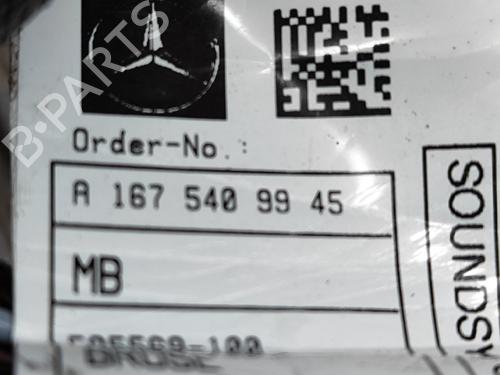 B-PARTS
Order-No.:
A 167 540 99 45
MB
SOUNDSY